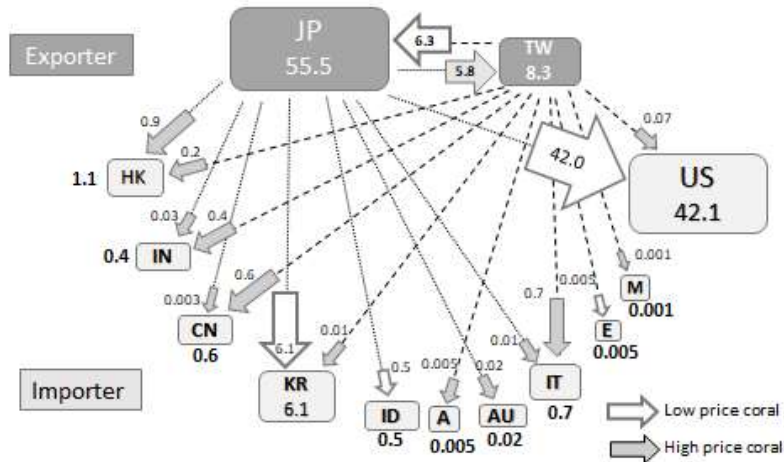 JP
55.5
Exporter
6.3
TW
8.3
5.8
0.9
0.2
1.1
HK
42.0
0.07
US
42.1
0.03
0.4
0.4
IN
0.6
0.003
CN
0.6
6.1
KR
6.1
0.01
0.5
ID
0.5
0.005
A
0.005
0.02
AU
0.02
0.01
0.7
IT
0.7
0.005
E
0.005
0.001
M
0.001
Importer
Low price coral
High price coral